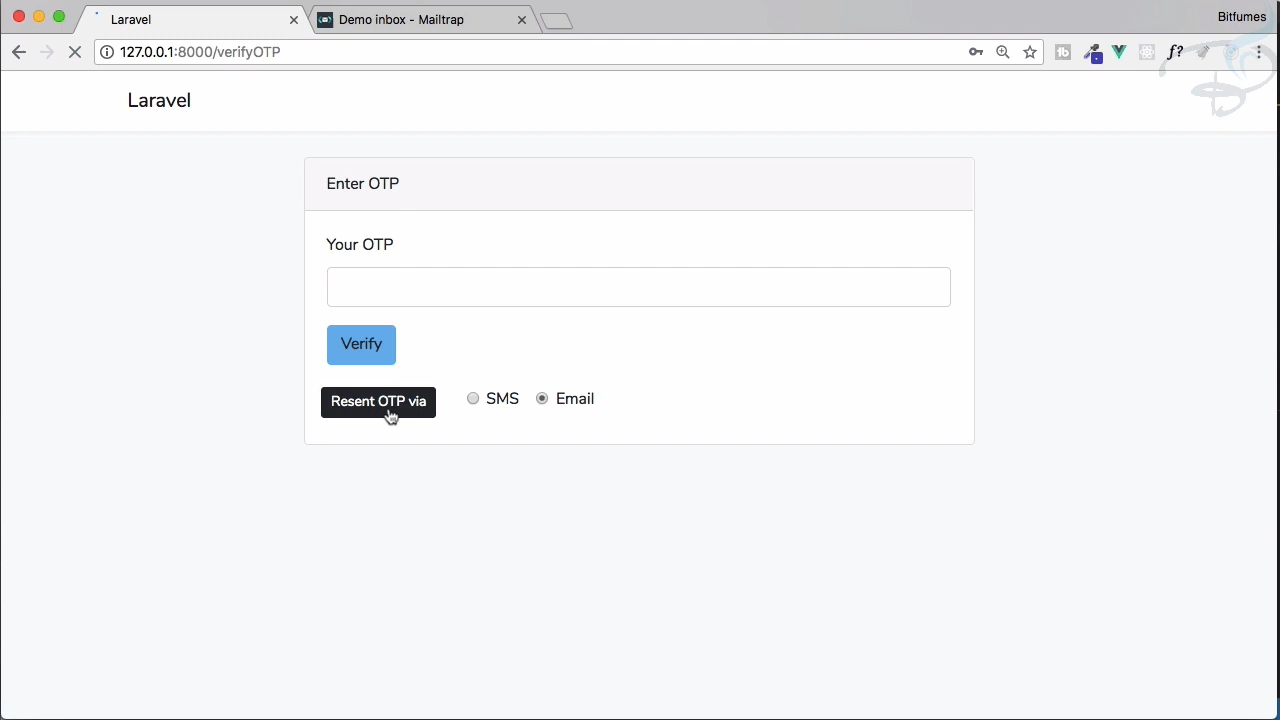 Laravel
Demo inbox - Mailtrap
Bitfumes
127.0.0.1:8000/verifyOTP
f?
Laravel
Enter OTP
Your OTP
Verify
Resent OTP via
SMS
Email